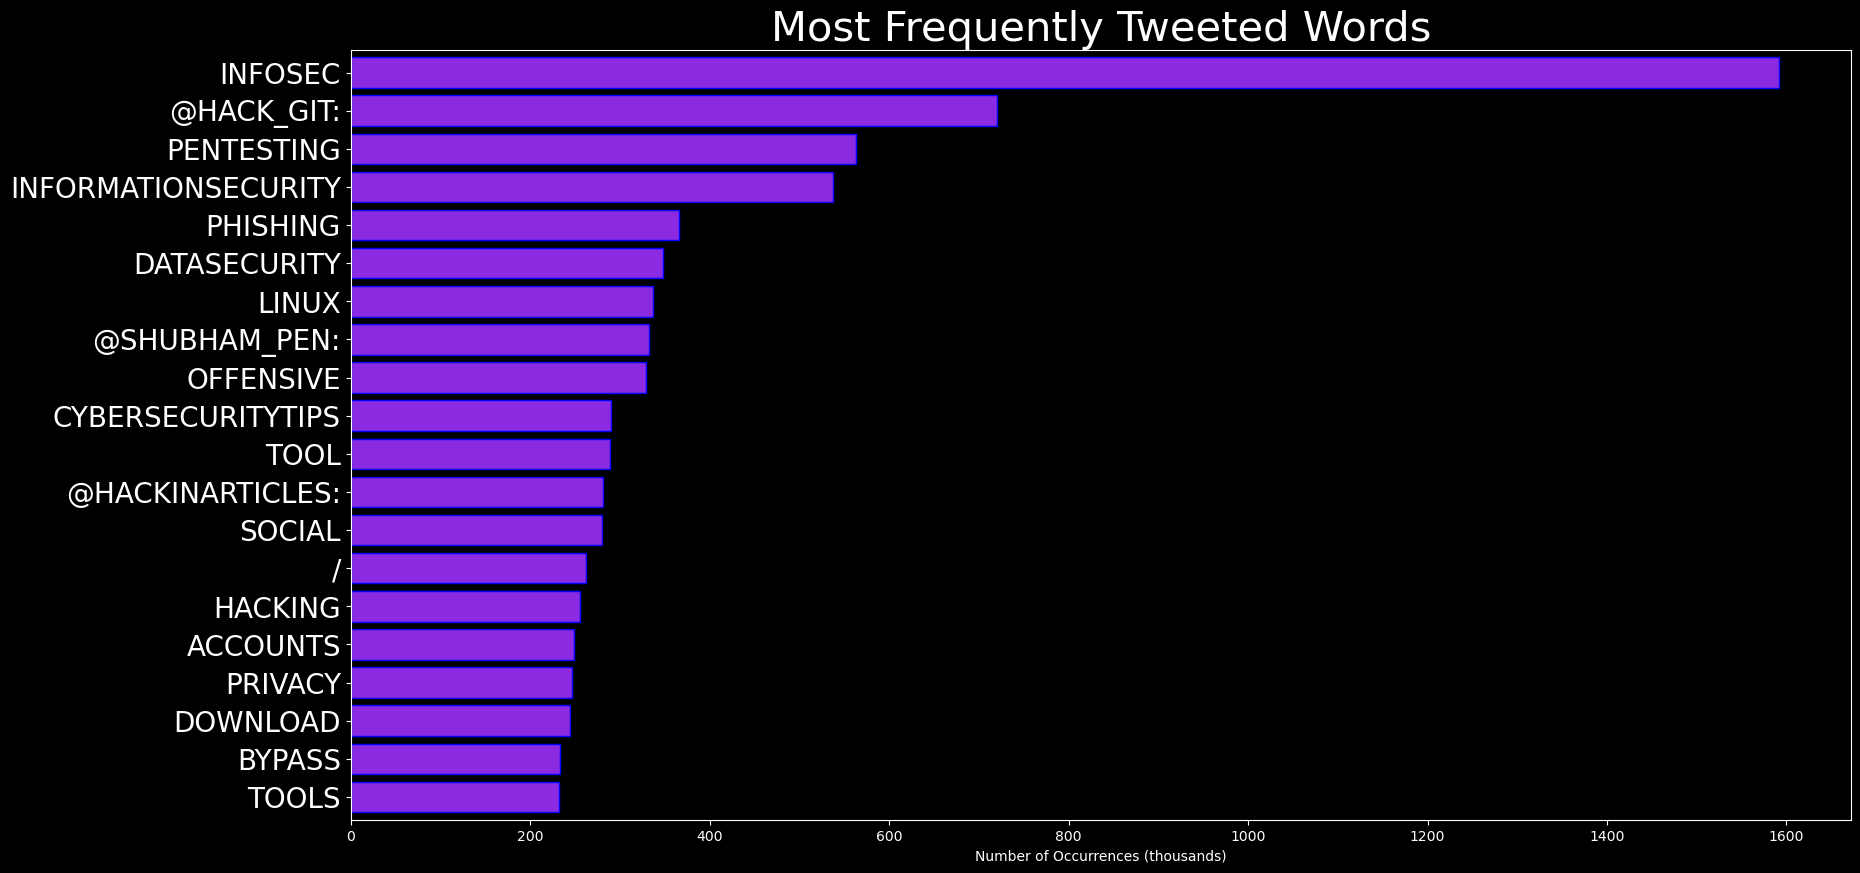 Most Frequently Tweeted Words
INFOSEC
@HACK_GIT:
PENTESTING
INFORMATIONSECURITY
PHISHING
DATASECURITY
LINUX
@SHUBHAM_PEN:
OFFENSIVE
CYBERSECURITYTIPS
TOOL
@HACKINARTICLES:
SOCIAL
/
HACKING
ACCOUNTS
PRIVACY
DOWNLOAD
BYPASS
TOOLS
0 200 400 600 800 1000 1200 1400 1600
Number of Occurrences (thousands)